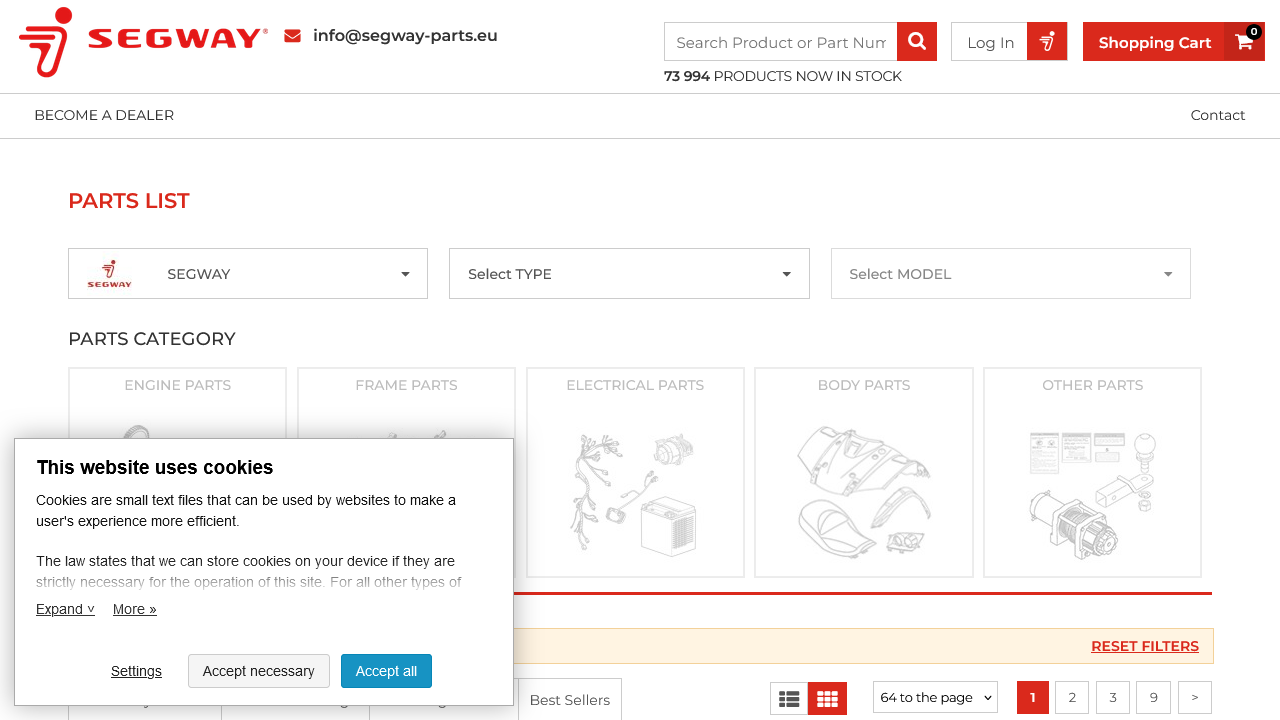 SEGWAY®
info@segway-parts.eu
Search Product or Part Num
Log In
Shopping Cart
0
73 994 PRODUCTS NOW IN STOCK
BECOME A DEALER
Contact
PARTS LIST
SEGWAY
SEGWAY
Select TYPE
Select MODEL
PARTS CATEGORY
ENGINE PARTS
FRAME PARTS
ELECTRICAL PARTS
BODY PARTS
OTHER PARTS
This website uses cookies
Cookies are small text files that can be used by websites to make a
user's experience more efficient.
The law states that we can store cookies on your device if they are
strictly necessary for the operation of this site. For all other types of
Expand ˅
More »
Settings
Accept necessary
Accept all
RESET FILTERS
Best Sellers
64 to the page
1
2
3
9
>